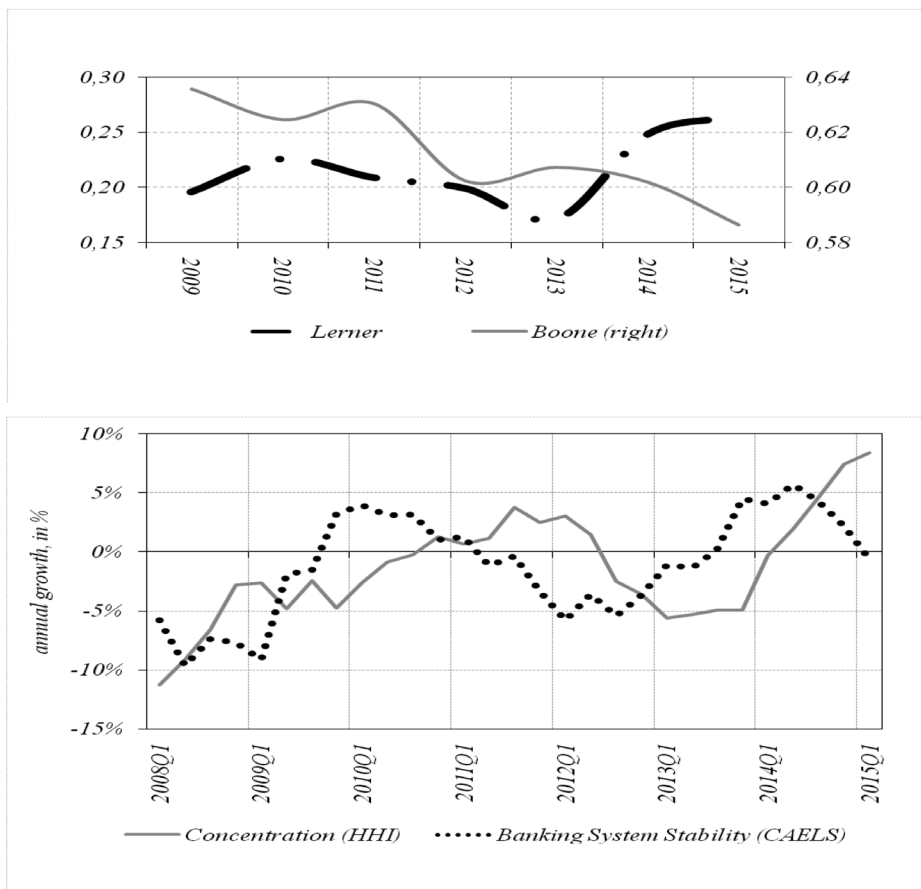 0,30 0,64
0,25 0,62
0,20 0,60
0,15 0,58
2009 2010 2011 2012 2013 2014 2015
Lerner Boone (right)
10%
5%
0%
-5%
-10%
-15%
annual growth, in %
2008Q1 2009Q1 2010Q1 2011Q1 2012Q1 2013Q1 2014Q1 2015Q1
Concentration (HHI) Banking System Stability (CAELS)